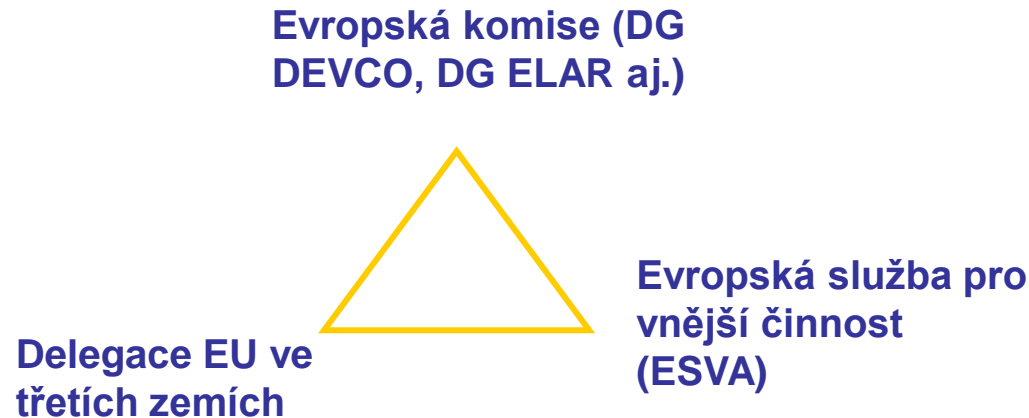 Evropská komise (DG
DEVCO, DG ELAR aj.)
Evropská služba pro
vnější činnost
(ESVA)
Delegace EU ve
třetích zemích